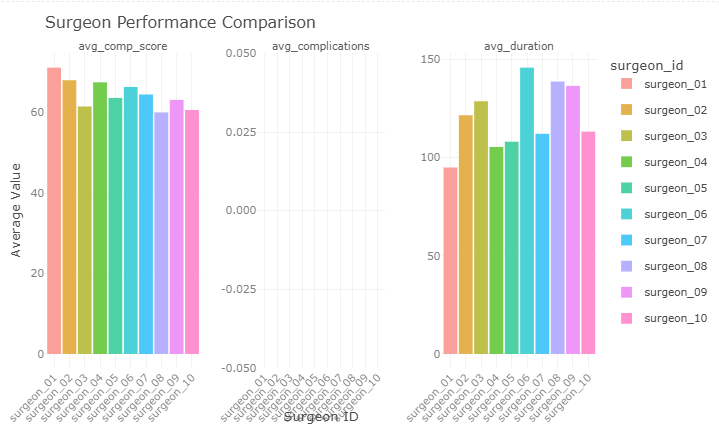 Surgeon Performance Comparison
avg_comp_score
avg_complications
avg_duration
Average Value
60
40
20
0
0.050
0.025
0.000
-0.025
-0.050
150
100
50
0
surgeon_01
surgeon_02
surgeon_03
surgeon_04
surgeon_05
surgeon_06
surgeon_07
surgeon_08
surgeon_09
surgeon_10
surgeon_01
surgeon_02
surgeon_03
surgeon_04
surgeon_05
surgeon_06
surgeon_07
surgeon_08
surgeon_09
surgeon_10
surgeon_01
surgeon_02
surgeon_03
surgeon_04
surgeon_05
surgeon_06
surgeon_07
surgeon_08
surgeon_09
surgeon_10
Surgeon ID
surgeon_id
surgeon_01
surgeon_02
surgeon_03
surgeon_04
surgeon_05
surgeon_06
surgeon_07
surgeon_08
surgeon_09
surgeon_10